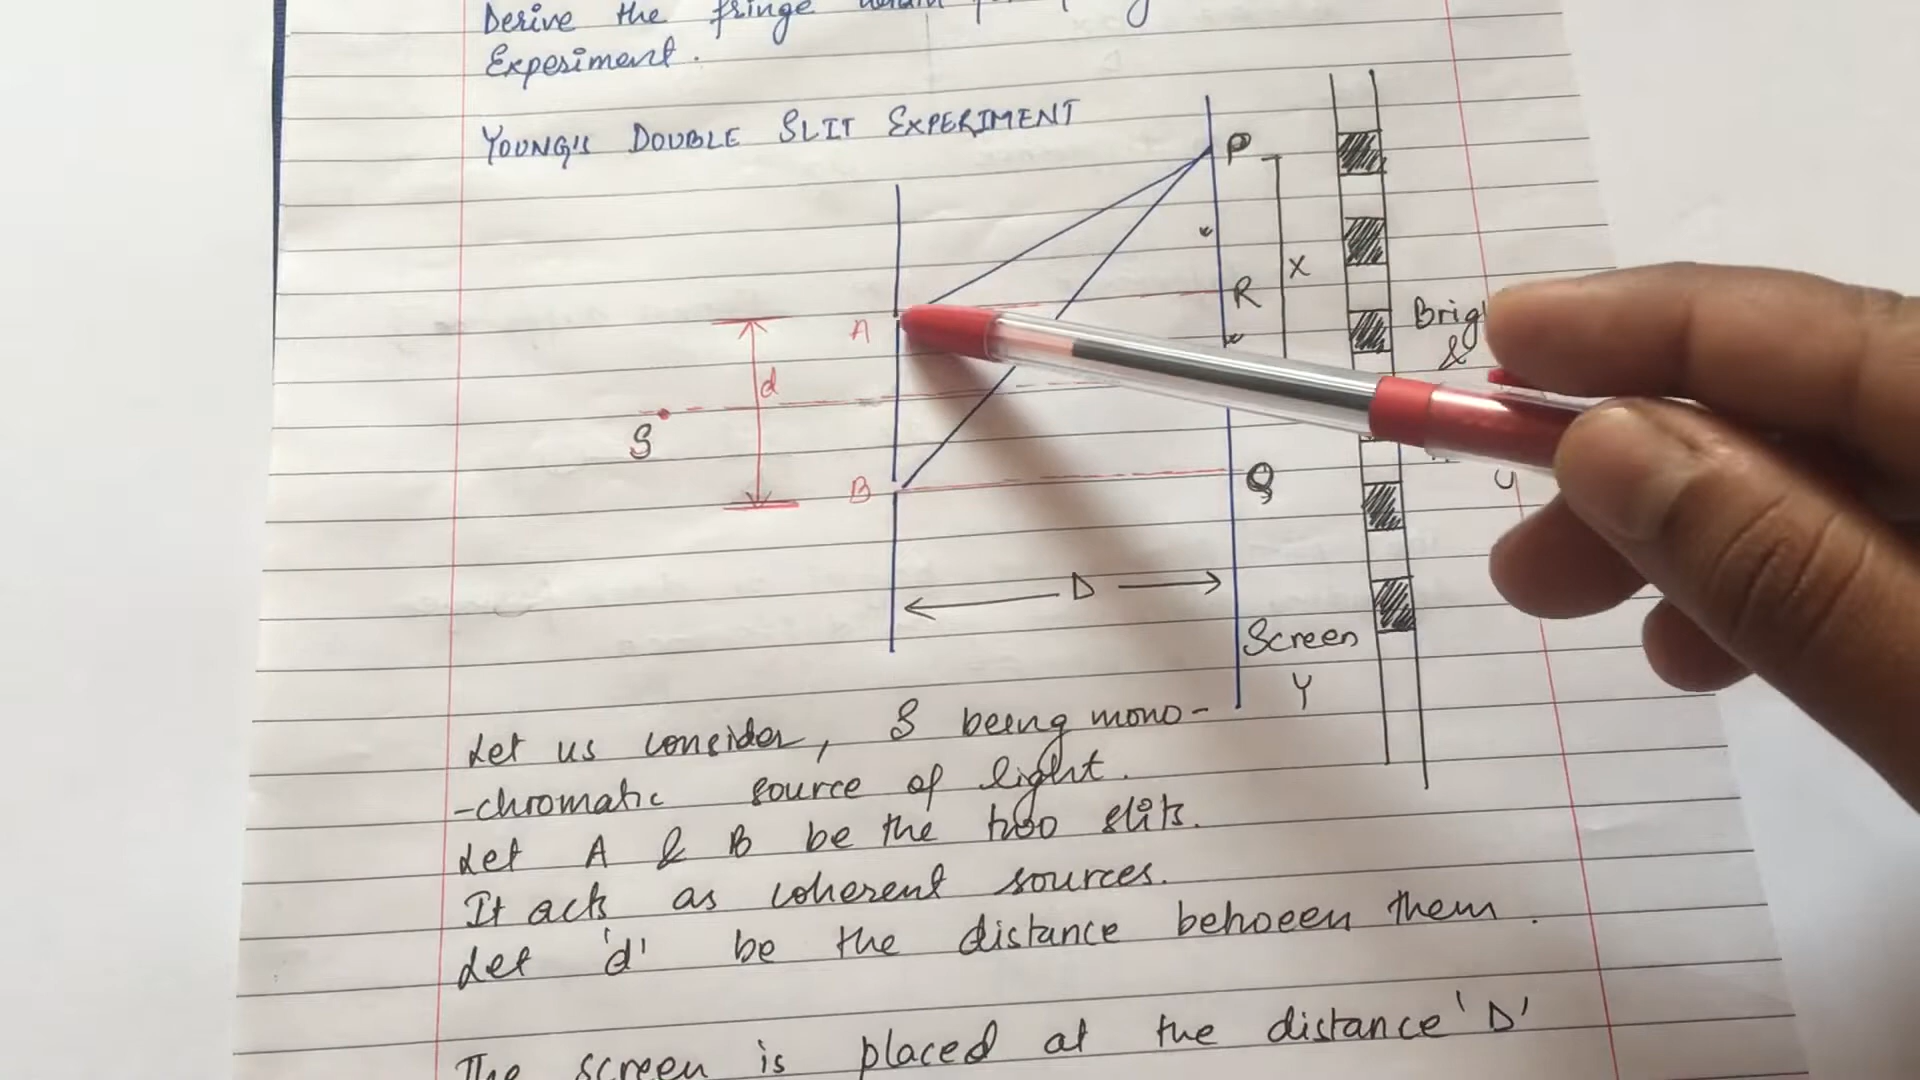 Derive the fringe
Experiment.
YOUNG'S DOUBLE SLIT EXPERIMENT
P
X
R
A
d
S
B
Q
D
Screen
Y
Brig
&
Let us consider, S being mono-
-chromatic source of light.
Let A & B be the two slits.
It acts as coherent sources.
Let 'd' be the distance between them.
The screen is placed at the distance 'D'